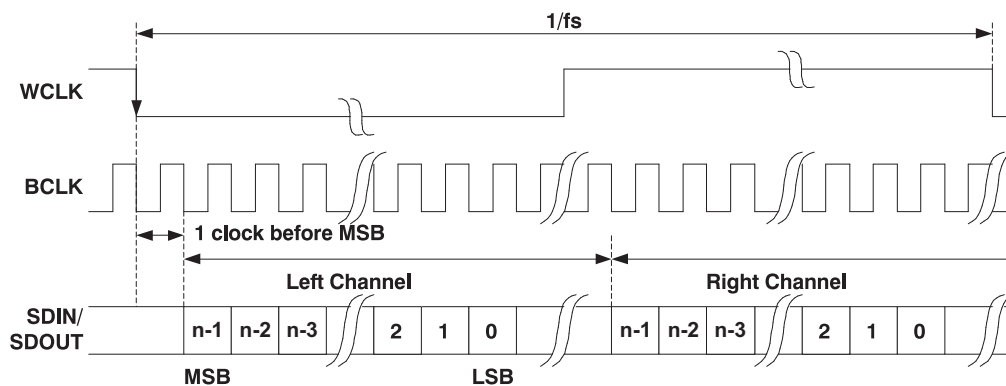 1/fs
WCLK
BCLK
1 clock before MSB
Left Channel
Right Channel
SDIN/
SDOUT
n-1 n-2 n-3 2 1 0 n-1 n-2 n-3 2 1 0
MSB LSB